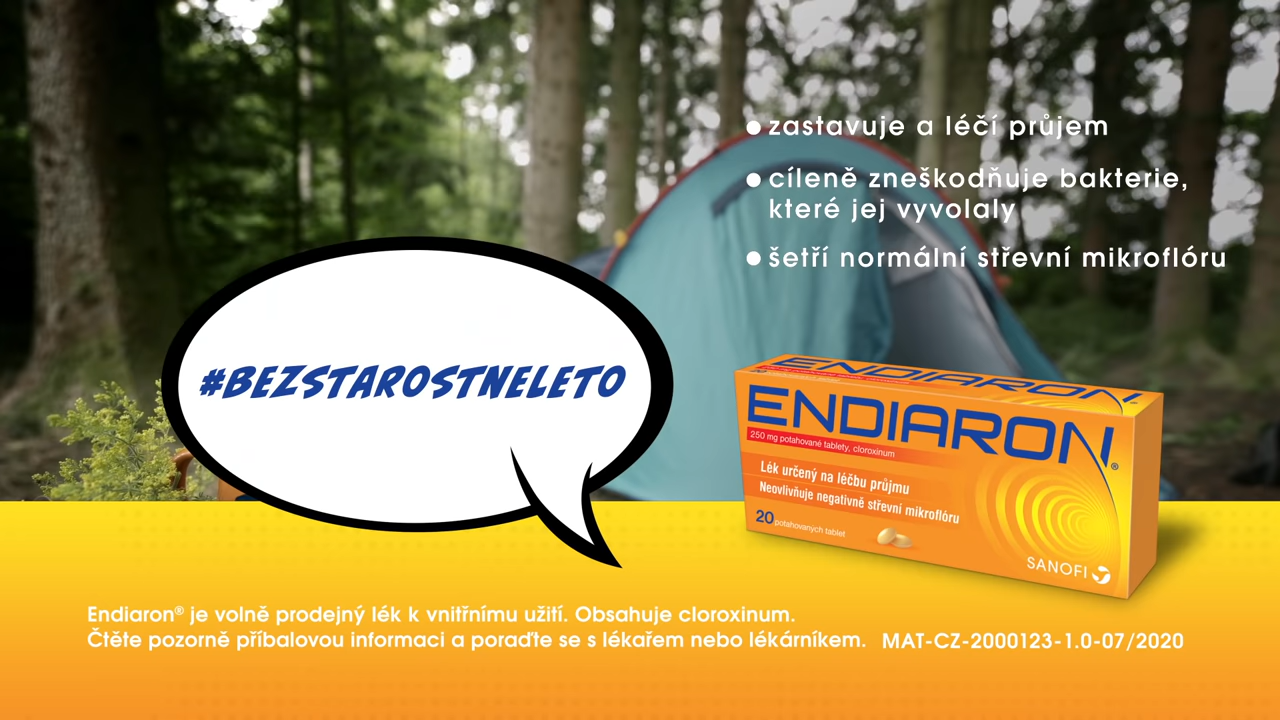 zastavuje a léčí průjem
cíleně zneškodňuje bakterie,
které jej vyvolaly
šetří normální střevní mikroflóru
#BEZSTAROSTNELETO
ENDIARON®
ENDIARON®
250 mg potahované tablety, cloroxinum
Lék určený na léčbu průjmu
Neovlivňuje negativně střevní mikroflóru
20 potahovaných tablet
SANOFI
Endiaron® je volně prodejný lék k vnitřnímu užití. Obsahuje cloroxinum.
Čtěte pozorně příbalovou informaci a poraďte se s lékařem nebo lékárníkem. MAT-CZ-2000123-1.0-07/2020